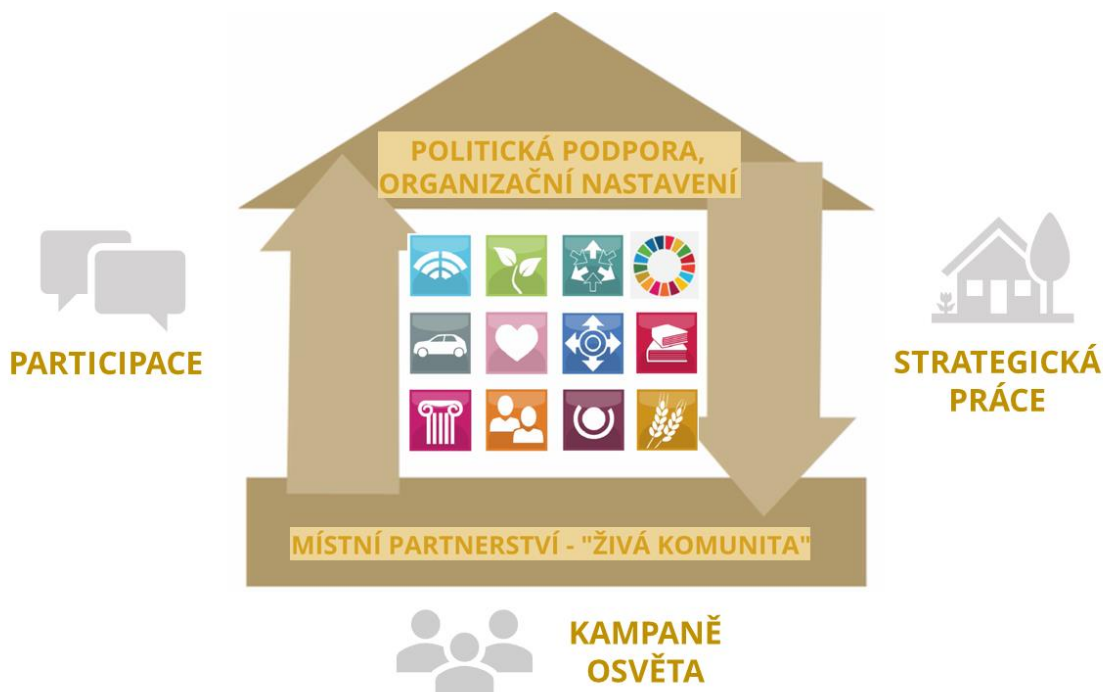 POLITICKÁ PODPORA,
ORGANIZAČNÍ NASTAVENÍ
PARTICIPACE
STRATEGICKÁ
PRÁCE
MÍSTNÍ PARTNERSTVÍ - "ŽIVÁ KOMUNITA"
KAMPANĚ
OSVĚTA